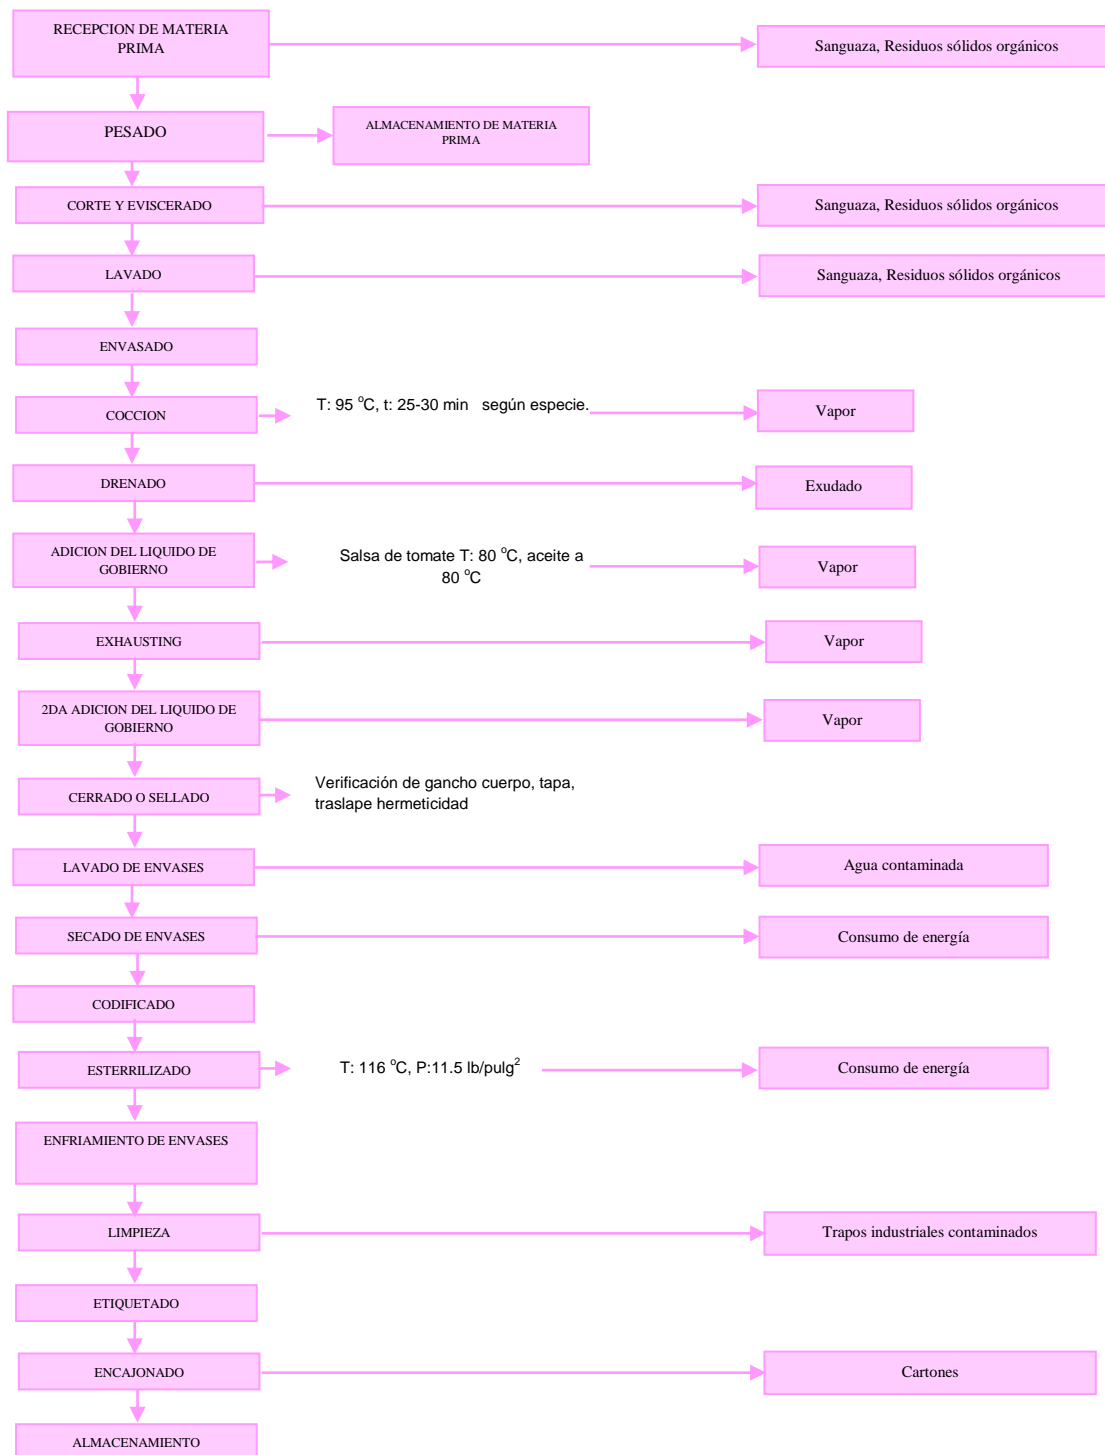 RECEPCION DE MATERIA
PRIMA
Sanguaza, Residuos sólidos orgánicos
PESADO
ALMACENAMIENTO DE MATERIA
PRIMA
CORTE Y EVISCERADO
Sanguaza, Residuos sólidos orgánicos
LAVADO
Sanguaza, Residuos sólidos orgánicos
ENVASADO
COCCION
T: 95 °C, t: 25-30 min según especie.
Vapor
DRENADO
Exudado
ADICION DEL LIQUIDO DE
GOBIERNO
Salsa de tomate T: 80 °C, aceite a
80 °C
Vapor
EXHAUSTING
Vapor
2DA ADICION DEL LIQUIDO DE
GOBIERNO
Vapor
CERRADO O SELLADO
Verificación de gancho cuerpo, tapa,
traslape hermeticidad
LAVADO DE ENVASES
Agua contaminada
SECADO DE ENVASES
Consumo de energía
CODIFICADO
ESTERRILIZADO
T: 116 °C, P:11.5 lb/pulg²
Consumo de energía
ENFRIAMIENTO DE ENVASES
LIMPIEZA
Trapos industriales contaminados
ETIQUETADO
ENCAJONADO
Cartones
ALMACENAMIENTO